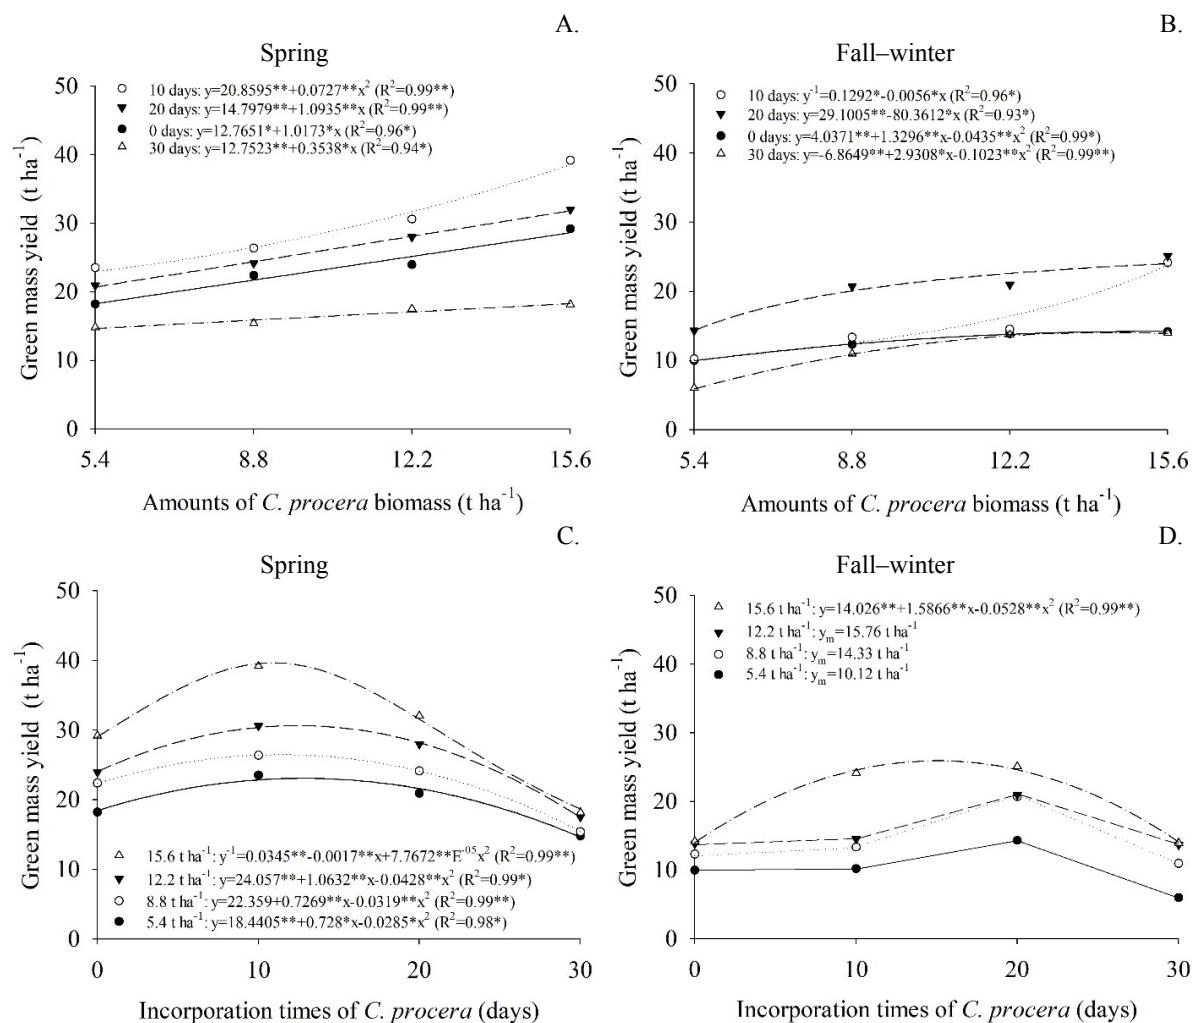 A.
Spring
10 days: y=20.8595**+0.0727**x² (R²=0.99**)
20 days: y=14.7979**+1.0935**x (R²=0.99**)
0 days: y=12.7651*+1.0173*x (R²=0.96*)
30 days: y=12.7523**+0.3538*x (R²=0.94*)
50
40
30
20
10
0
Green mass yield (t ha⁻¹)
5.4 8.8 12.2 15.6
Amounts of C. procera biomass (t ha⁻¹)
B.
Fall–winter
10 days: y⁻¹=0.1292*-0.0056*x (R²=0.96*)
20 days: y=29.1005**-80.3612*x (R²=0.93*)
0 days: y=4.0371**+1.3296**x-0.0435**x² (R²=0.99*)
30 days: y=-6.8649**+2.9308*x-0.1023**x² (R²=0.99**)
50
40
30
20
10
0
Green mass yield (t ha⁻¹)
5.4 8.8 12.2 15.6
Amounts of C. procera biomass (t ha⁻¹)
C.
Spring
50
40
30
20
10
0
Green mass yield (t ha⁻¹)
15.6 t ha⁻¹: y⁻¹=0.0345**-0.0017**x+7.7672**E⁻⁰⁵x² (R²=0.99**)
12.2 t ha⁻¹: y=24.057**+1.0632**x-0.0428**x² (R²=0.99*)
8.8 t ha⁻¹: y=22.359+0.7269**x-0.0319**x² (R²=0.99**)
5.4 t ha⁻¹: y=18.4405**+0.728*x-0.0285*x² (R²=0.98*)
0 10 20 30
Incorporation times of C. procera (days)
D.
Fall–winter
15.6 t ha⁻¹: y=14.026**+1.5866**x-0.0528**x² (R²=0.99**)
12.2 t ha⁻¹: yₘ=15.76 t ha⁻¹
8.8 t ha⁻¹: yₘ=14.33 t ha⁻¹
5.4 t ha⁻¹: yₘ=10.12 t ha⁻¹
50
40
30
20
10
0
Green mass yield (t ha⁻¹)
0 10 20 30
Incorporation times of C. procera (days)